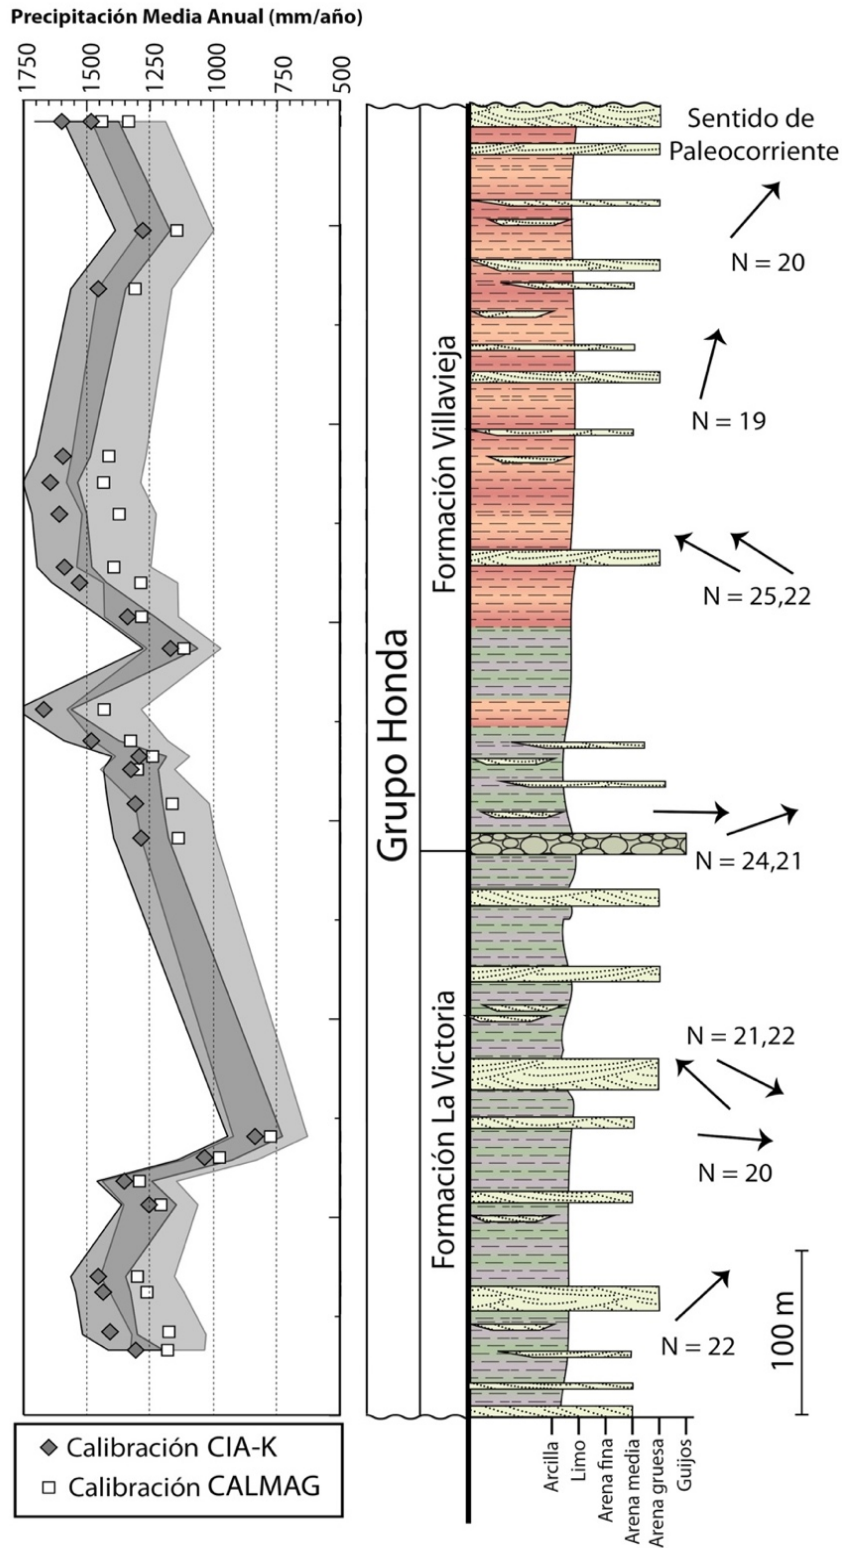 Precipitación Media Anual (mm/año)
1750
1500
1250
1000
750
500
Sentido de
Paleocorriente
N = 20
N = 19
N = 25,22
N = 24,21
N = 21,22
N = 20
N = 22
Grupo Honda
Formación Villavieja
Formación La Victoria
100 m
Arcilla
Limo
Arena fina
Arena media
Arena gruesa
Guijos
Calibración CIA-K
Calibración CALMAG